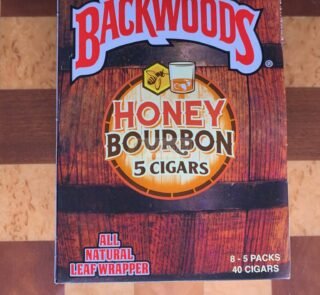 BACKWOODS
®
HONEY
BOURBON
5 CIGARS
ALL
NATURAL
LEAF WRAPPER
8 - 5 PACKS
40 CIGARS